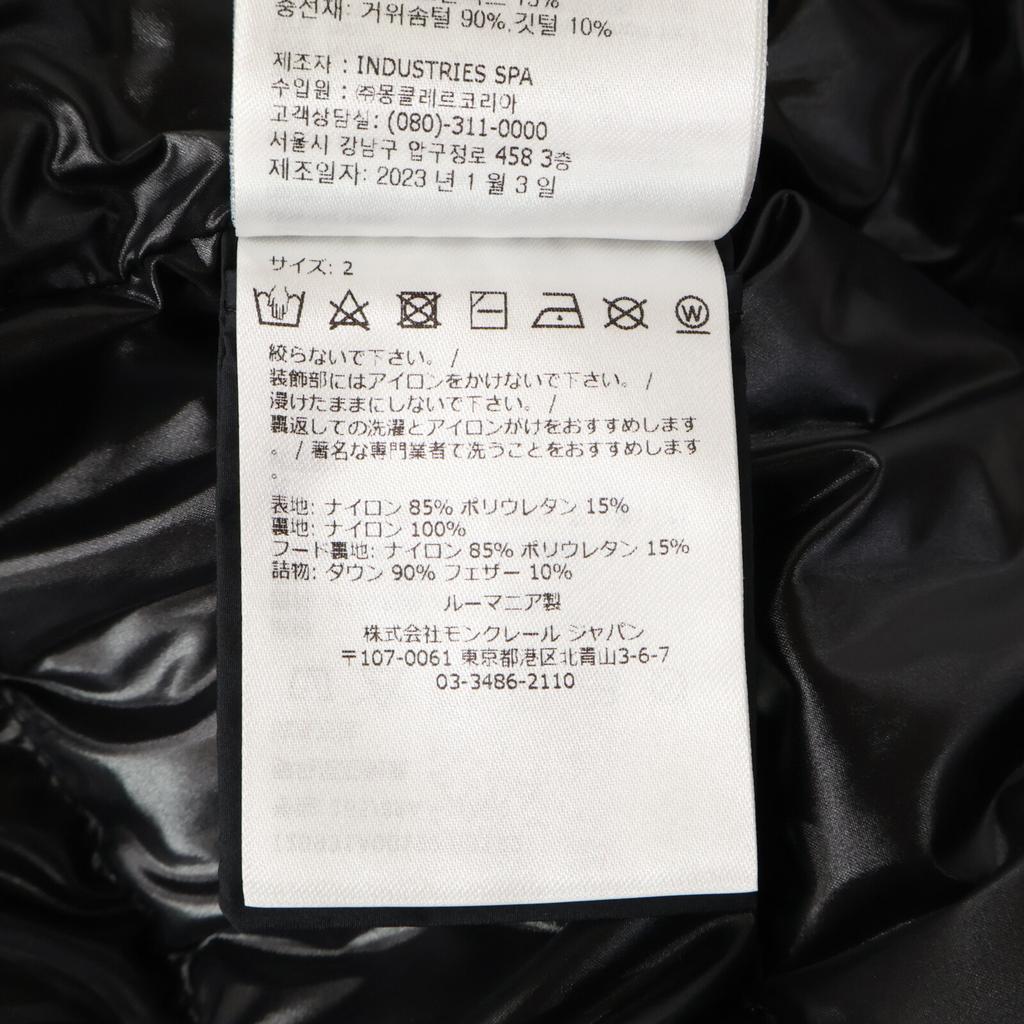 충전재: 거위솜털 90%,깃털 10%
제조자 : INDUSTRIES SPA
수입원 : ㈜몽클레르코리아
고객상담실: (080)-311-0000
서울시 강남구 압구정로 458 3층
제조일자: 2023 년 1 월 3 일
サイズ: 2
W
絞らないで下さい。 /
装飾部にはアイロンをかけないで下さい。 /
浸けたままにしないで下さい。 /
裏返しての洗濯とアイロンがけをおすすめします
。 / 著名な専門業者で洗うことをおすすめします
。
表地: ナイロン 85% ポリウレタン 15%
裏地: ナイロン 100%
フード裏地: ナイロン 85% ポリウレタン 15%
詰物: ダウン 90% フェザー 10%
ルーマニア製
株式会社モンクレール ジャパン
〒107-0061 東京都港区北青山3-6-7
03-3486-2110